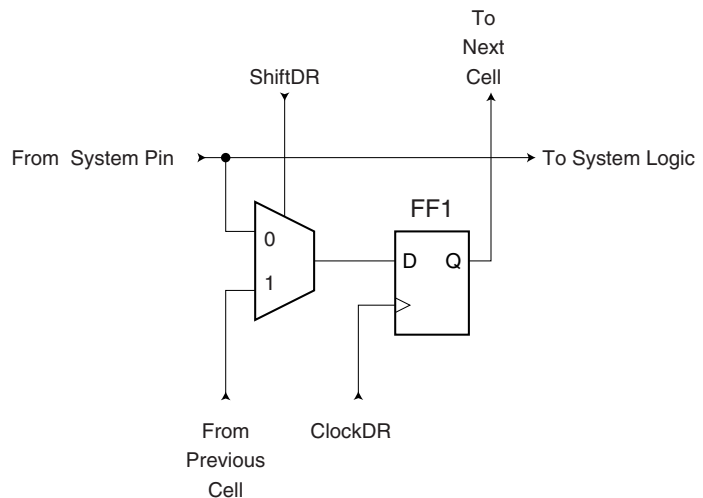 To
Next
Cell
ShiftDR
From System Pin
To System Logic
FF1
0
D Q
1
From
Previous
Cell
ClockDR